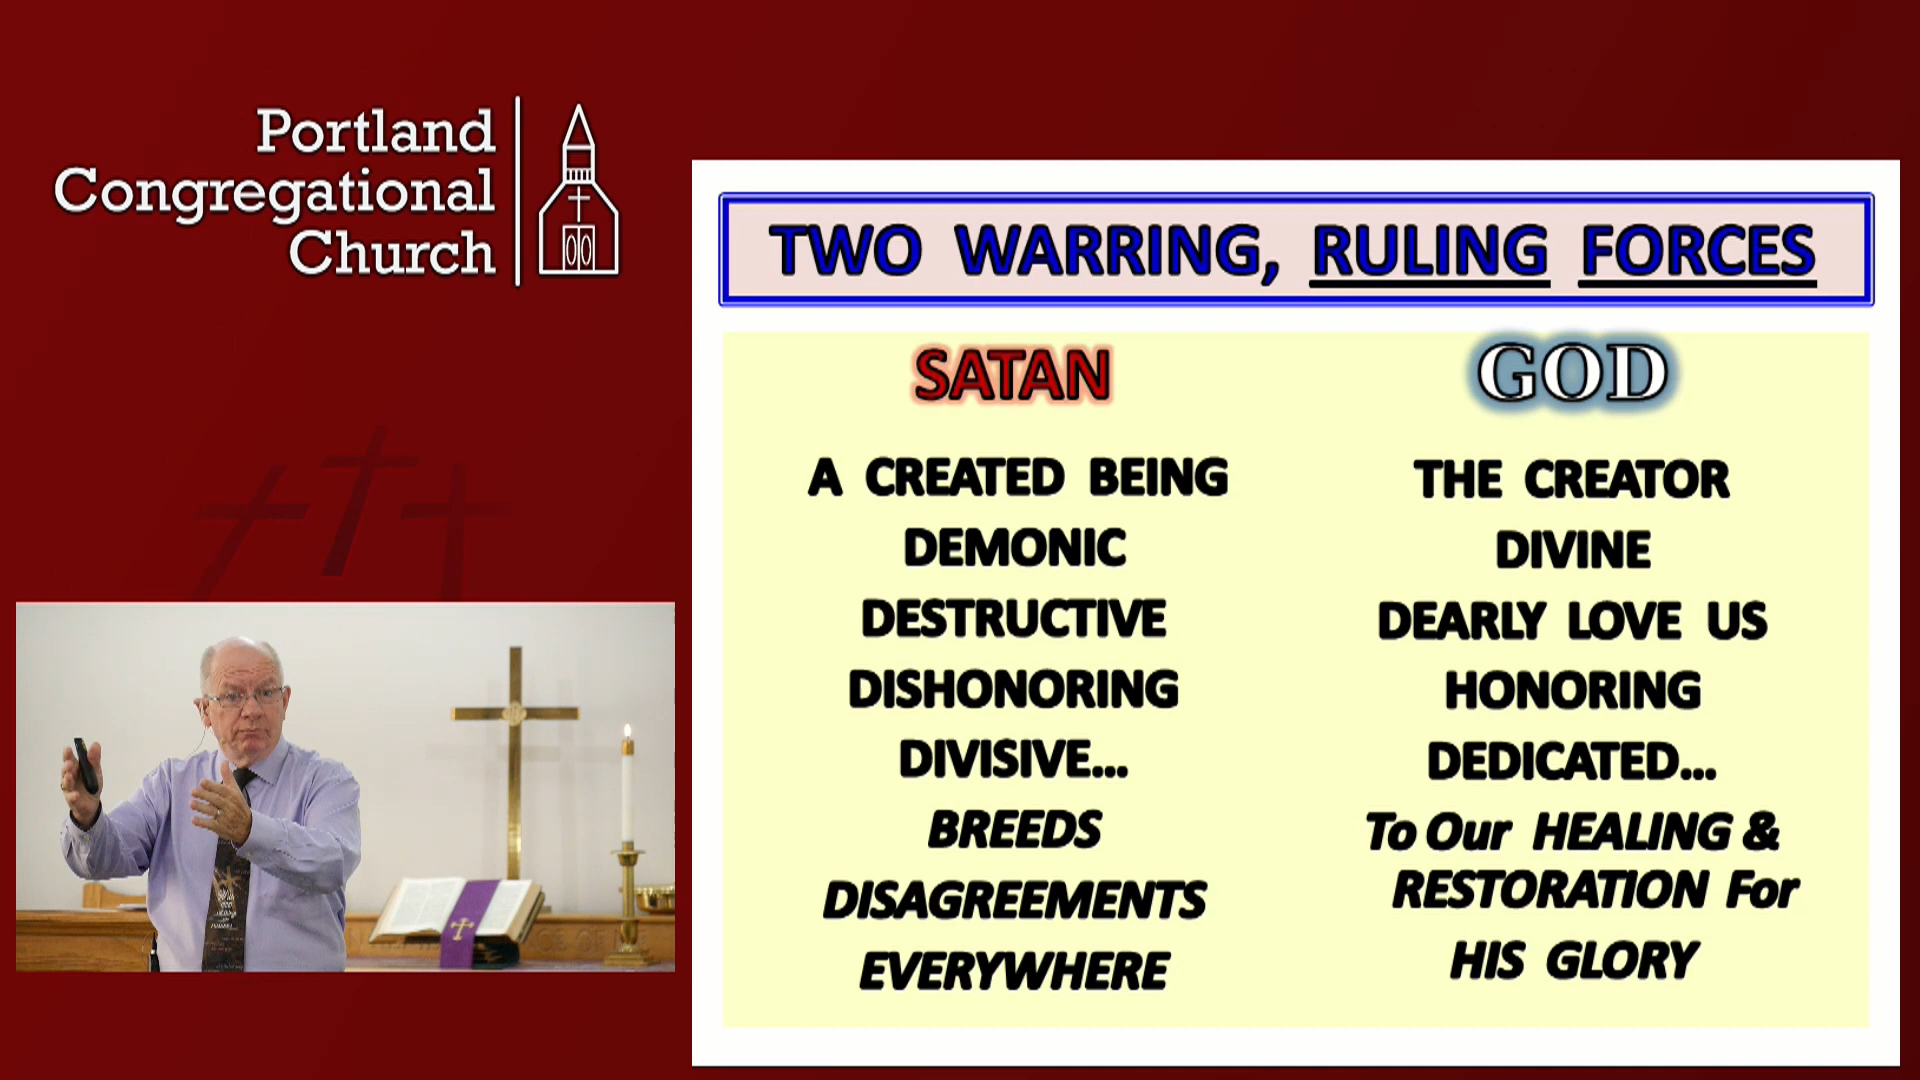 Portland
Congregational
Church
TWO WARRING, RULING FORCES
SATAN
A CREATED BEING
DEMONIC
DESTRUCTIVE
DISHONORING
DIVISIVE...
BREEDS
DISAGREEMENTS
EVERYWHERE
GOD
THE CREATOR
DIVINE
DEARLY LOVE US
HONORING
DEDICATED...
To Our HEALING &
RESTORATION For
HIS GLORY